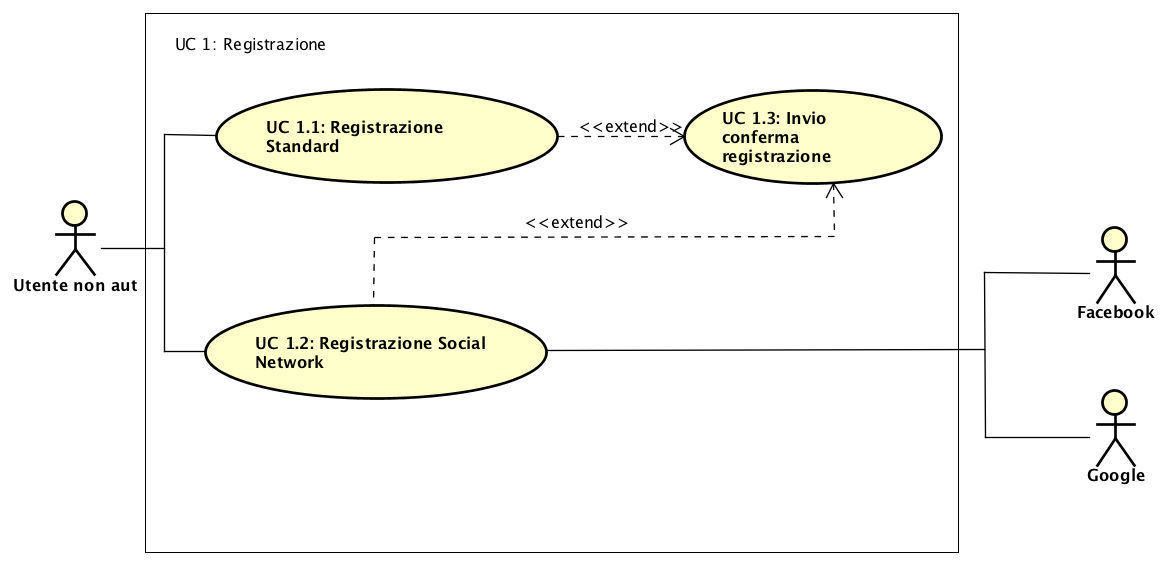 UC 1: Registrazione
UC 1.1: Registrazione
Standard
<<extend>>
UC 1.3: Invio
conferma
registrazione
<<extend>>
Utente non aut
UC 1.2: Registrazione Social
Network
Facebook
Google